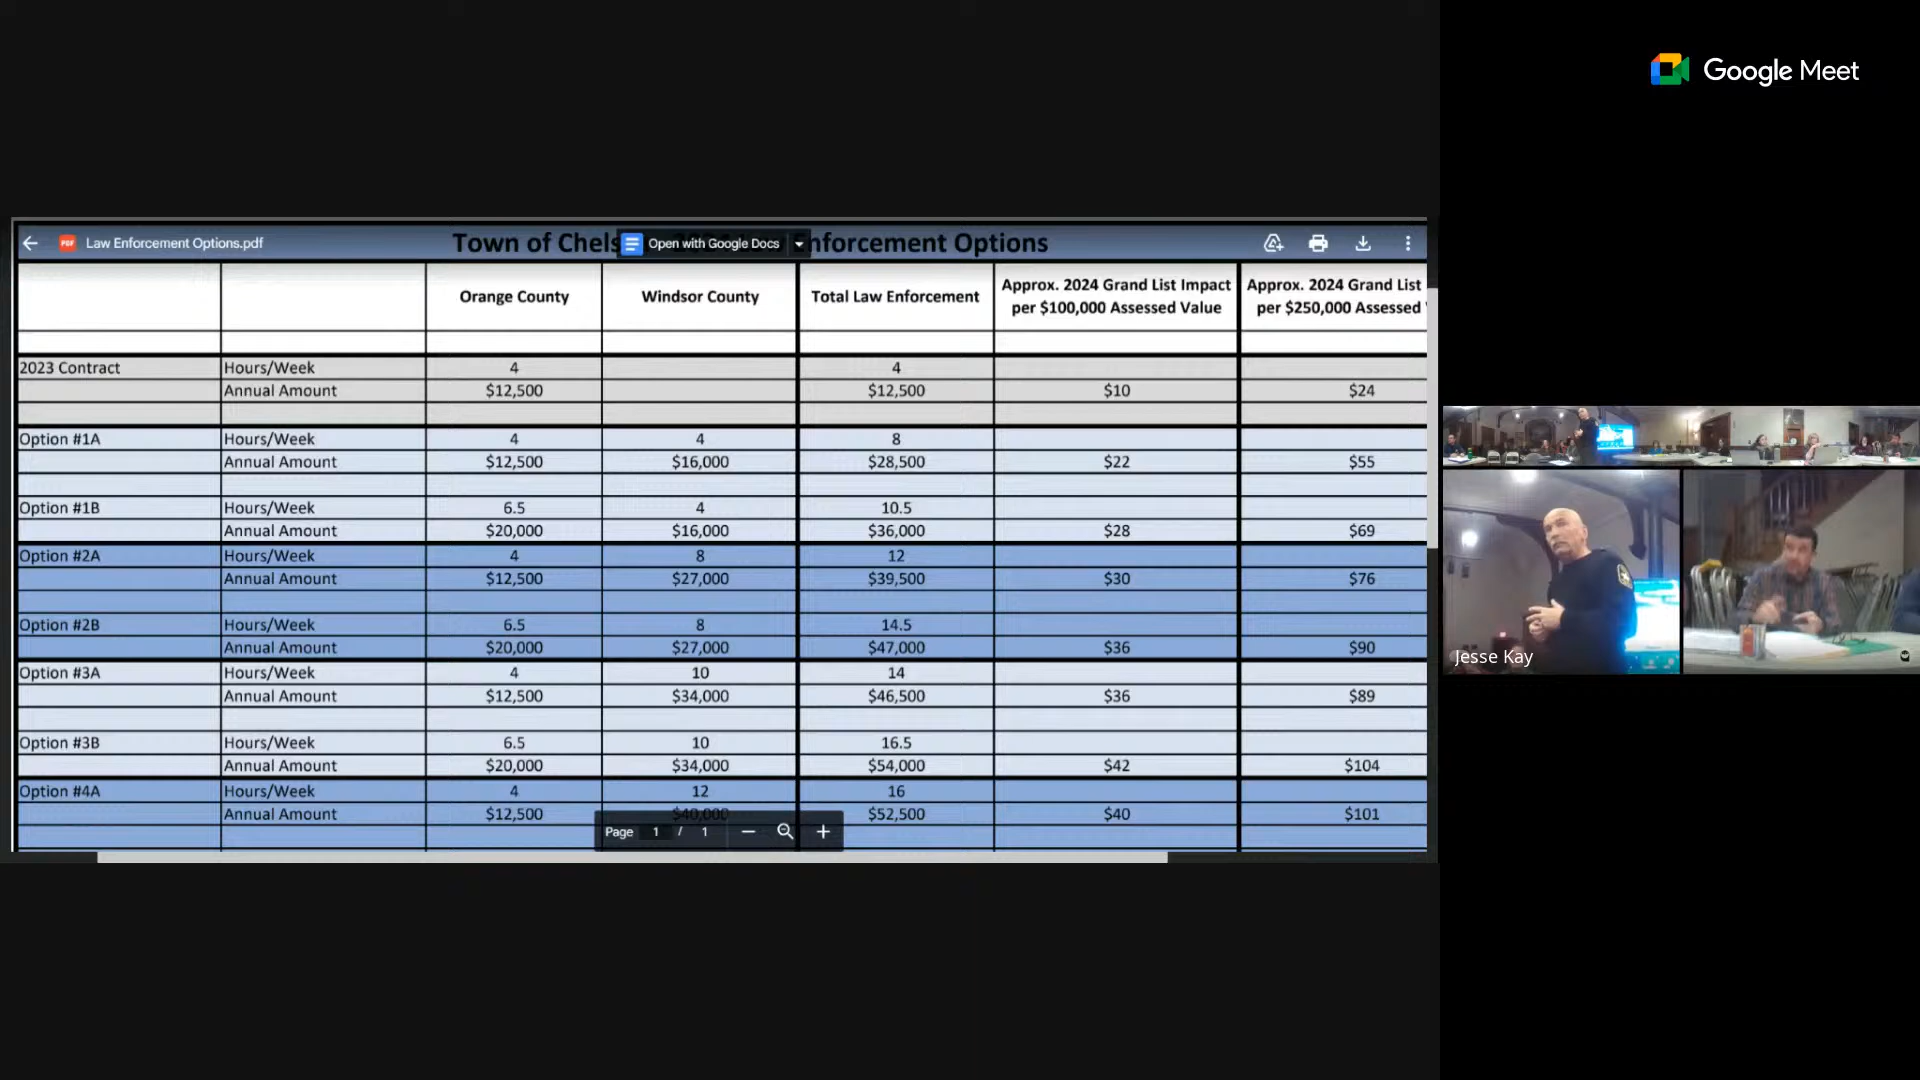 Google Meet
Law Enforcement Options.pdf
Town of Chels
Open with Google Docs
nforcement Options
Orange County
Windsor County
Total Law Enforcement
Approx. 2024 Grand List Impact
per $100,000 Assessed Value
Approx. 2024 Grand List
per $250,000 Assessed
2023 Contract Hours/Week 4 4
Annual Amount $12,500 $12,500 $10 $24
Option #1A Hours/Week 4 4 8
Annual Amount $12,500 $16,000 $28,500 $22 $55
Option #1B Hours/Week 6.5 4 10.5
Annual Amount $20,000 $16,000 $36,000 $28 $69
Option #2A Hours/Week 4 8 12
Annual Amount $12,500 $27,000 $39,500 $30 $76
Option #2B Hours/Week 6.5 8 14.5
Annual Amount $20,000 $27,000 $47,000 $36 $90
Option #3A Hours/Week 4 10 14
Annual Amount $12,500 $34,000 $46,500 $36 $89
Option #3B Hours/Week 6.5 10 16.5
Annual Amount $20,000 $34,000 $54,000 $42 $104
Option #4A Hours/Week 4 12 16
Annual Amount $12,500 $40,000 $52,500 $40 $101
Page 1 / 1
Jesse Kay